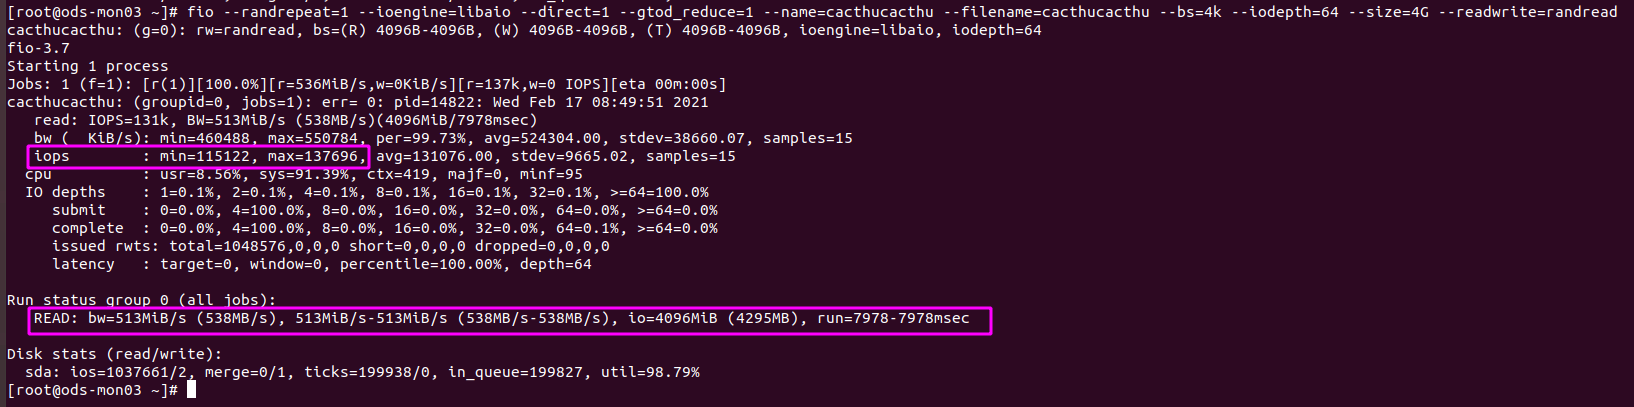 [root@ods-mon03 ~]# fio --randrepeat=1 --ioengine=libaio --direct=1 --gtod_reduce=1 --name=cacthucacthu --filename=cacthucacthu --bs=4k --iodepth=64 --size=4G --readwrite=randread
cacthucacthu: (g=0): rw=randread, bs=(R) 4096B-4096B, (W) 4096B-4096B, (T) 4096B-4096B, ioengine=libaio, iodepth=64
fio-3.7
Starting 1 process
Jobs: 1 (f=1): [r(1)][100.0%][r=536MiB/s,w=0KiB/s][r=137k,w=0 IOPS][eta 00m:00s]
cacthucacthu: (groupid=0, jobs=1): err= 0: pid=14822: Wed Feb 17 08:49:51 2021
   read: IOPS=131k, BW=513MiB/s (538MB/s)(4096MiB/7978msec)
   bw (  KiB/s): min=460488, max=550784, per=99.73%, avg=524304.00, stdev=38660.07, samples=15
   iops        : min=115122, max=137696, avg=131076.00, stdev=9665.02, samples=15
  cpu          : usr=8.56%, sys=91.39%, ctx=419, majf=0, minf=95
  IO depths    : 1=0.1%, 2=0.1%, 4=0.1%, 8=0.1%, 16=0.1%, 32=0.1%, >=64=100.0%
     submit    : 0=0.0%, 4=100.0%, 8=0.0%, 16=0.0%, 32=0.0%, 64=0.0%, >=64=0.0%
     complete  : 0=0.0%, 4=100.0%, 8=0.0%, 16=0.0%, 32=0.0%, 64=0.1%, >=64=0.0%
     issued rwts: total=1048576,0,0,0 short=0,0,0,0 dropped=0,0,0,0
     latency   : target=0, window=0, percentile=100.00%, depth=64

Run status group 0 (all jobs):
   READ: bw=513MiB/s (538MB/s), 513MiB/s-513MiB/s (538MB/s-538MB/s), io=4096MiB (4295MB), run=7978-7978msec

Disk stats (read/write):
  sda: ios=1037661/2, merge=0/1, ticks=199938/0, in_queue=199827, util=98.79%
[root@ods-mon03 ~]#